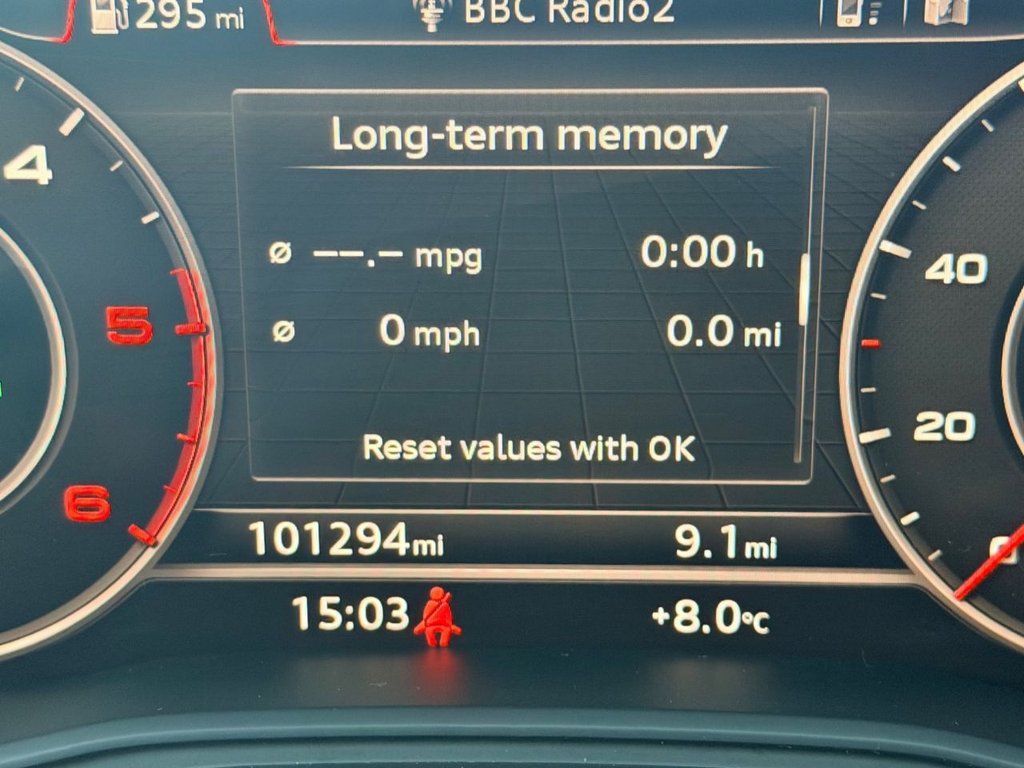 295 mi
BBC Radio2
Long-term memory
Ø --.- mpg 0:00 h
Ø 0 mph 0.0 mi
Reset values with OK
4
5
6
40
20
0
101294mi 9.1mi
15:03 +8.0°C